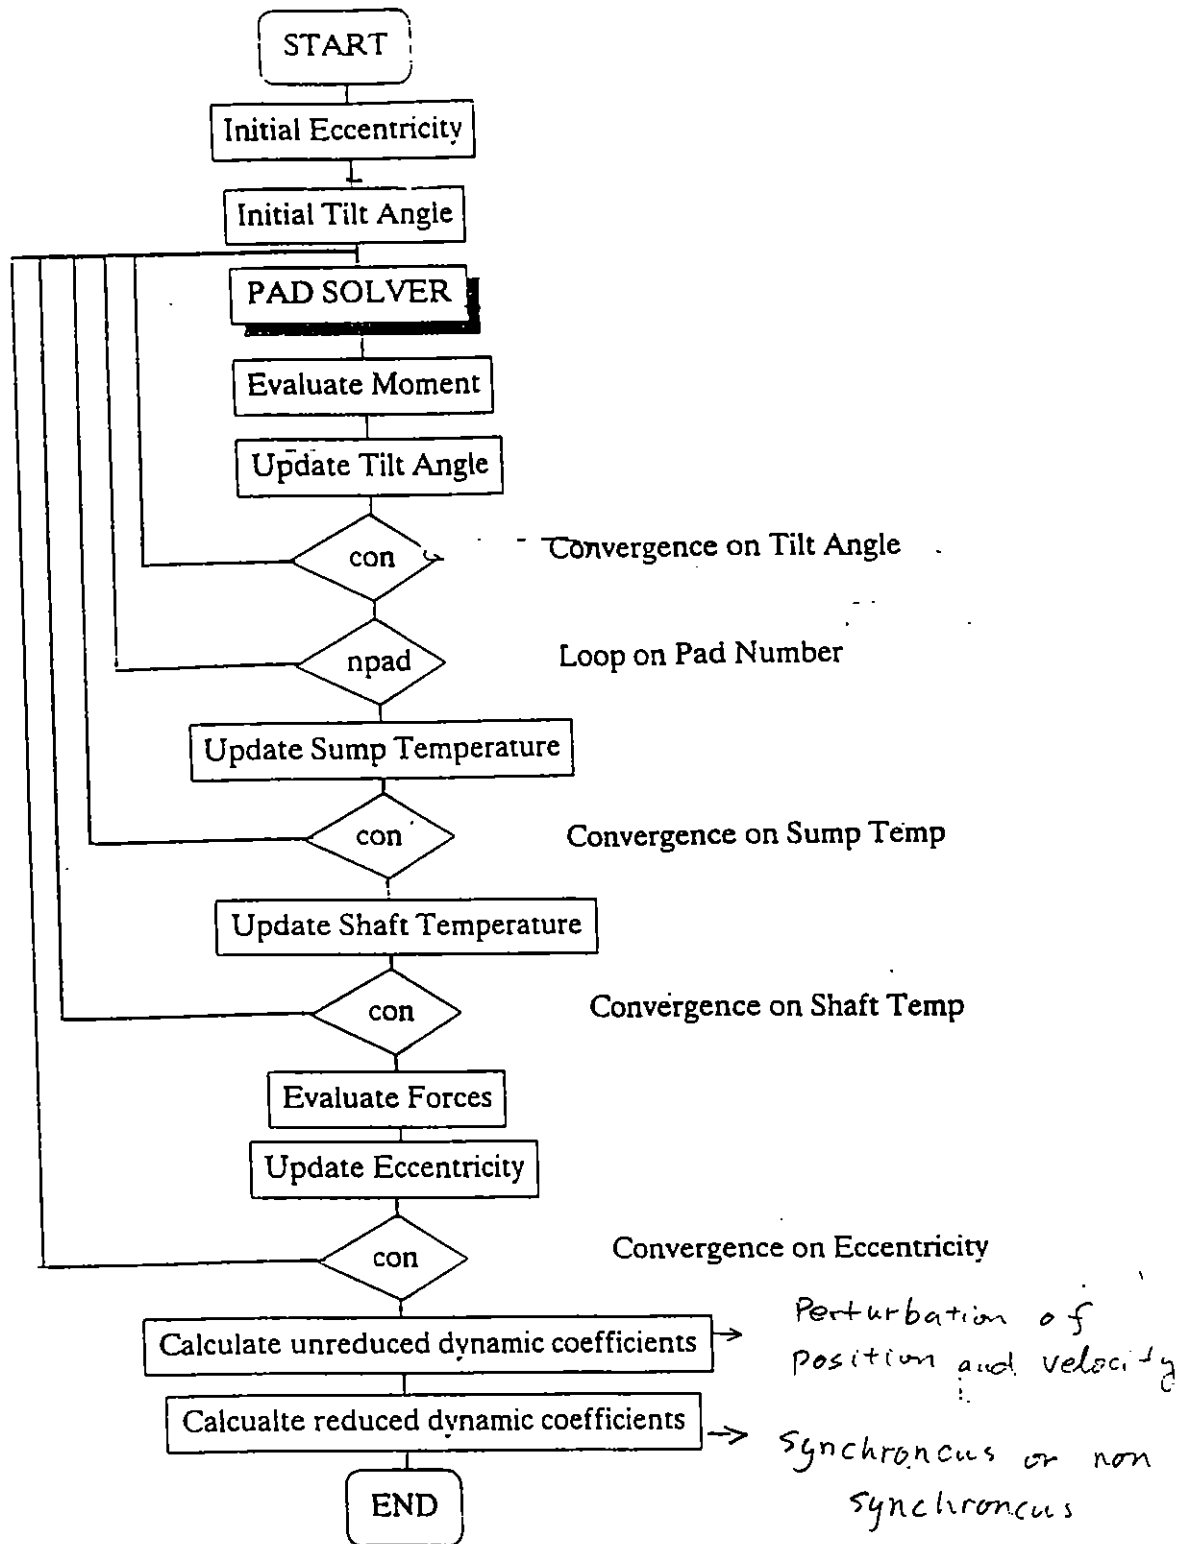 START
Initial Eccentricity
Initial Tilt Angle
PAD SOLVER
Evaluate Moment
Update Tilt Angle
con
Convergence on Tilt Angle
npad
Loop on Pad Number
Update Sump Temperature
con
Convergence on Sump Temp
Update Shaft Temperature
con
Convergence on Shaft Temp
Evaluate Forces
Update Eccentricity
con
Convergence on Eccentricity
Calculate unreduced dynamic coefficients
Perturbation of
position and velocity
Calcualte reduced dynamic coefficients
Synchroncus or non
synchroncus
END